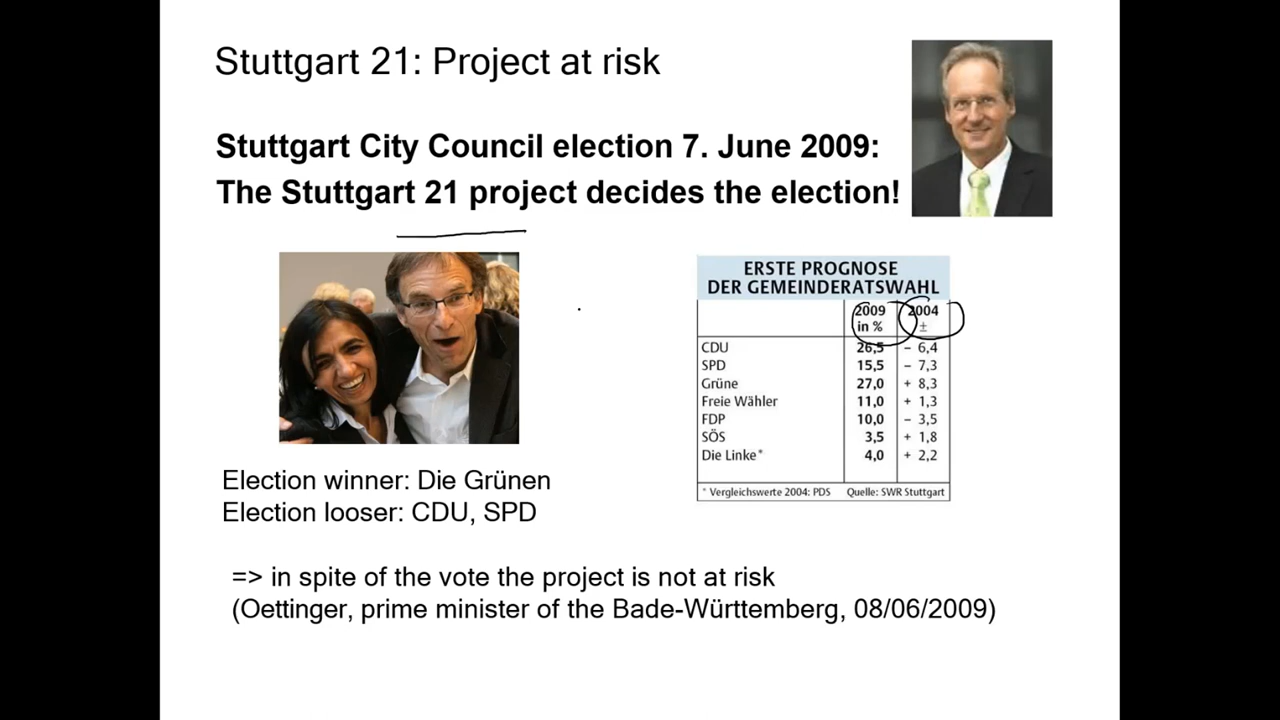 Stuttgart 21: Project at risk
Stuttgart City Council election 7. June 2009:
The Stuttgart 21 project decides the election!
ERSTE PROGNOSE
DER GEMEINDERATSWAHL
2009 2004
in % ±
CDU 26,5 – 6,4
SPD 15,5 – 7,3
Grüne 27,0 + 8,3
Freie Wähler 11,0 + 1,3
FDP 10,0 – 3,5
SÖS 3,5 + 1,8
Die Linke* 4,0 + 2,2
* Vergleichswerte 2004: PDS Quelle: SWR Stuttgart
Election winner: Die Grünen
Election looser: CDU, SPD
=> in spite of the vote the project is not at risk
(Oettinger, prime minister of the Bade-Württemberg, 08/06/2009)